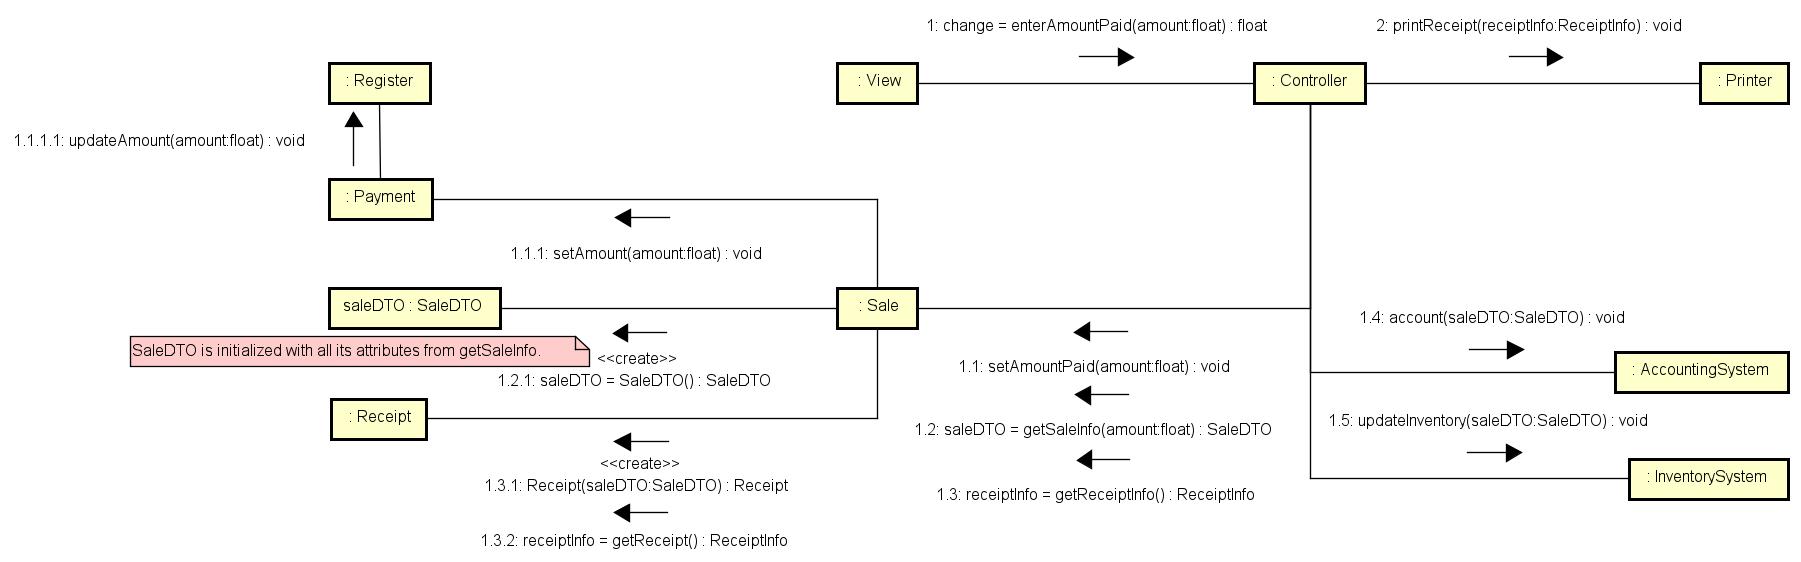 1: change = enterAmountPaid(amount:float) : float
2: printReceipt(receiptInfo:ReceiptInfo) : void
: Register
: View
: Controller
: Printer
1.1.1.1: updateAmount(amount:float) : void
: Payment
1.1.1: setAmount(amount:float) : void
saleDTO : SaleDTO
: Sale
1.4: account(saleDTO:SaleDTO) : void
SaleDTO is initialized with all its attributes from getSaleInfo.
<<create>>
1.2.1: saleDTO = SaleDTO() : SaleDTO
1.1: setAmountPaid(amount:float) : void
: AccountingSystem
: Receipt
1.2: saleDTO = getSaleInfo(amount:float) : SaleDTO
1.5: updateInventory(saleDTO:SaleDTO) : void
<<create>>
1.3.1: Receipt(saleDTO:SaleDTO) : Receipt
1.3: receiptInfo = getReceiptInfo() : ReceiptInfo
: InventorySystem
1.3.2: receiptInfo = getReceipt() : ReceiptInfo